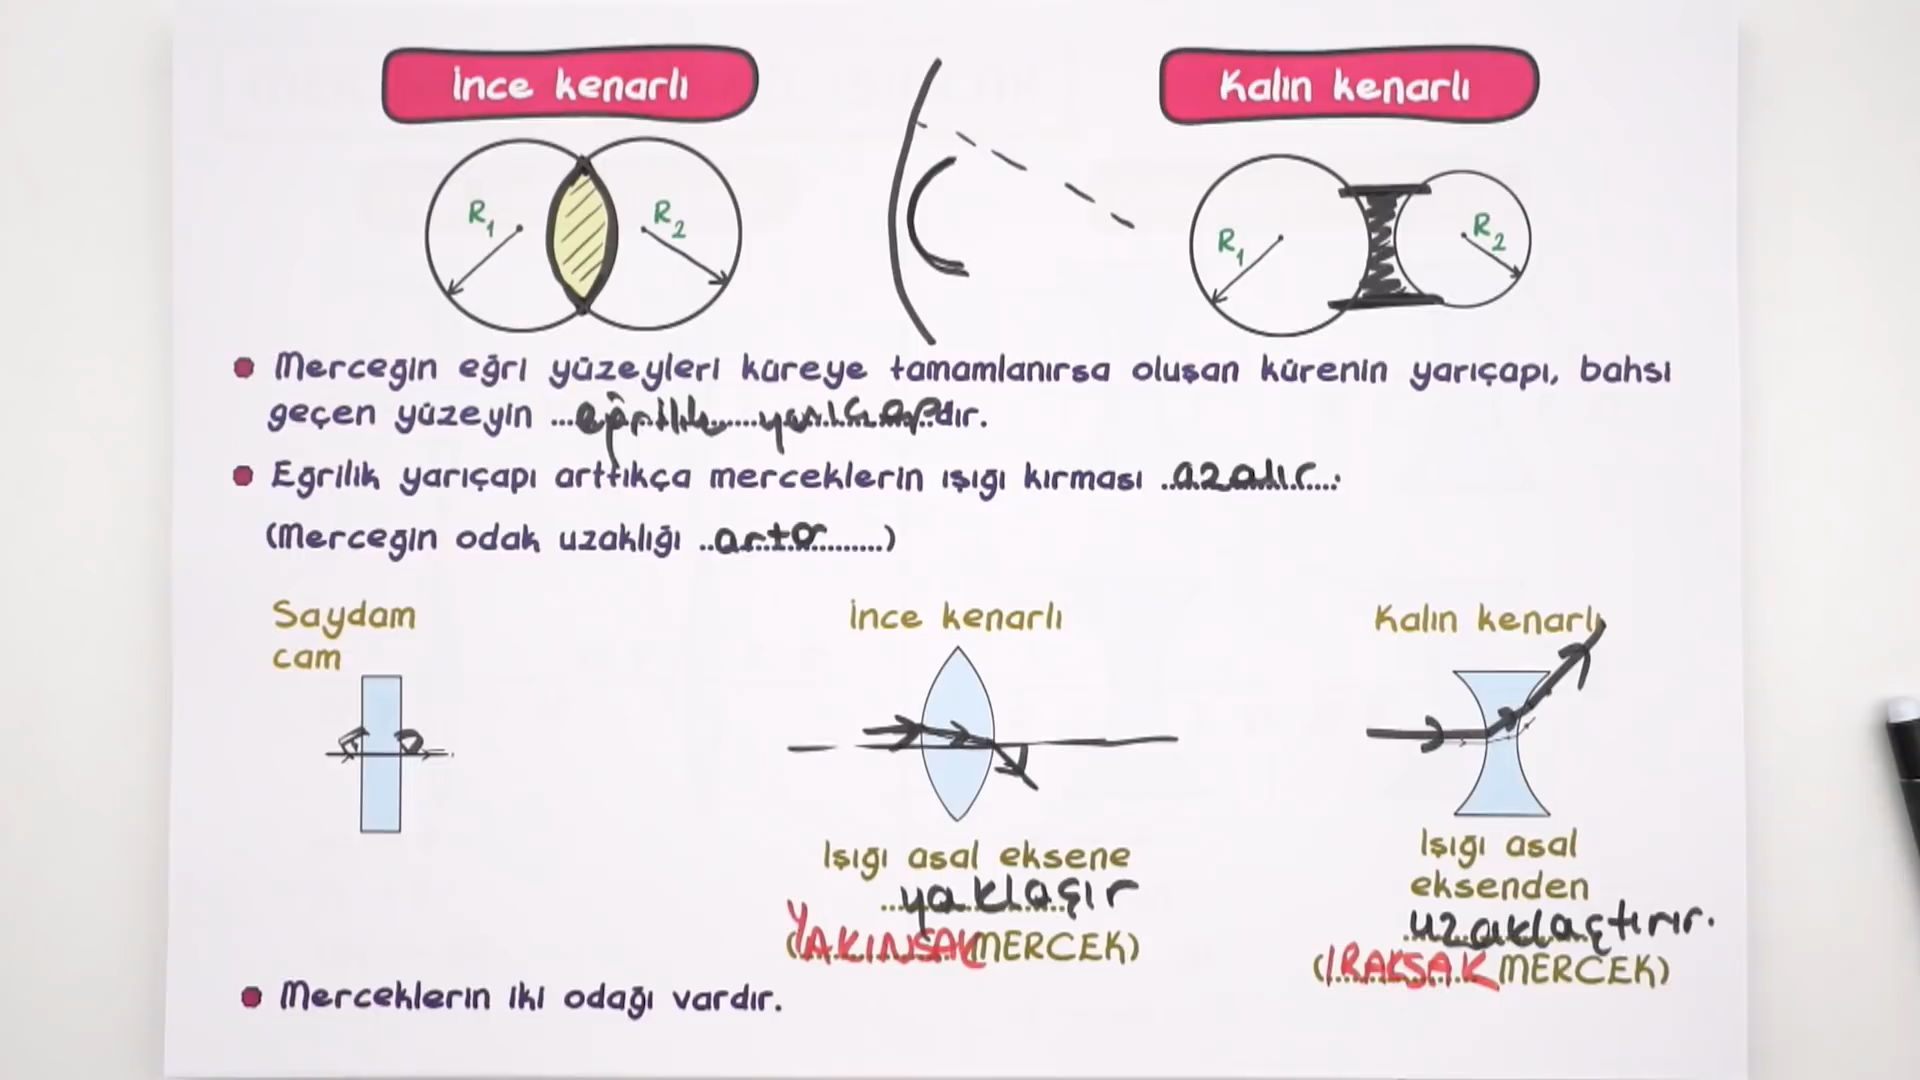 İnce kenarlı
Kalın kenarlı
R1
R2
R1
R2
Merceğin eğri yüzeyleri küreye tamamlanırsa oluşan kürenin yarıçapı, bahsi
geçen yüzeyin ...eğrilik yarıçapıdır.
Eğrilik yarıçapı arttıkça merceklerin ışığı kırması ..azalır...
(Merceğin odak uzaklığı ..artar........)
Saydam
cam
İnce kenarlı
Kalın kenarlı
Işığı asal eksene
yaklaşır
(YAKINSAK MERCEK)
Işığı asal
eksenden
uzaklaştırır.
(IRAKSAK MERCEK)
Merceklerin iki odağı vardır.